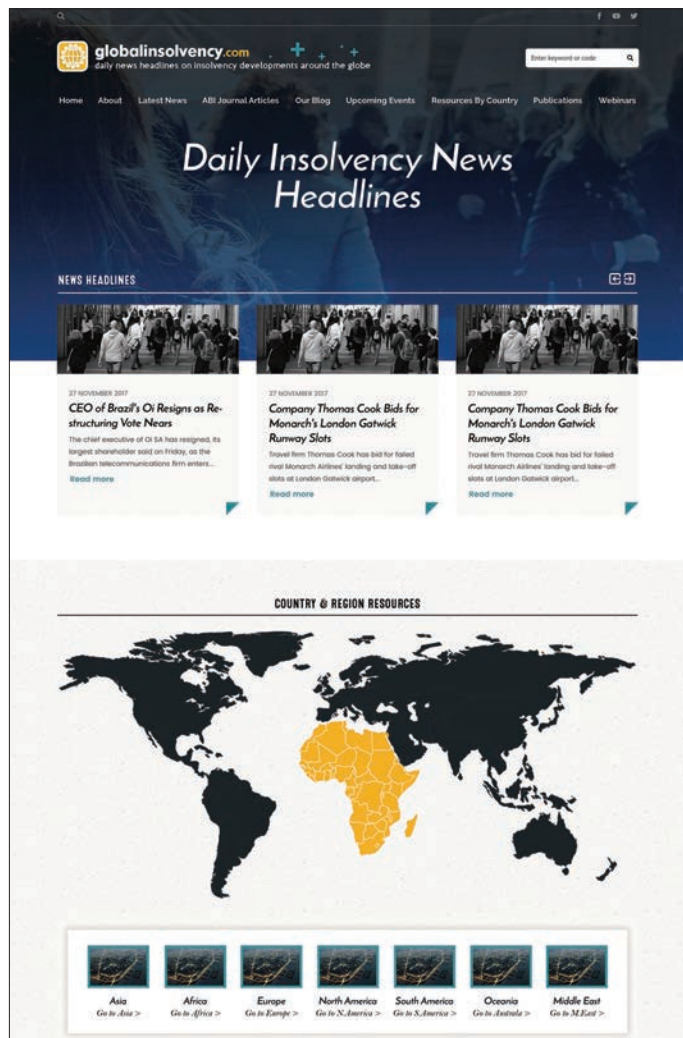 globalinsolvency.com
daily news headlines on insolvency developments around the globe
Enter keyword or code
Home About Latest News ABI Journal Articles Our Blog Upcoming Events Resources By Country Publications Webinars
Daily Insolvency News
Headlines
NEWS HEADLINES
27 NOVEMBER 2017
CEO of Brazil's Oi Resigns as Re-
structuring Vote Nears
The chief executive of Oi SA has resigned, its
largest shareholder said on Friday, as the
Brazilian telecommunications firm enters...
Read more
27 NOVEMBER 2017
Company Thomas Cook Bids for
Monarch's London Gatwick
Runway Slots
Travel firm Thomas Cook has bid for failed
rival Monarch Airlines' landing and take-off
slots at London Gatwick airport...
Read more
27 NOVEMBER 2017
Company Thomas Cook Bids for
Monarch's London Gatwick
Runway Slots
Travel firm Thomas Cook has bid for failed
rival Monarch Airlines' landing and take-off
slots at London Gatwick airport...
Read more
COUNTRY & REGION RESOURCES
Asia Africa Europe North America South America Oceania Middle East
Go to Asia > Go to Africa > Go to Europe > Go to N.America > Go to S.America > Go to Australa > Go to M.East >